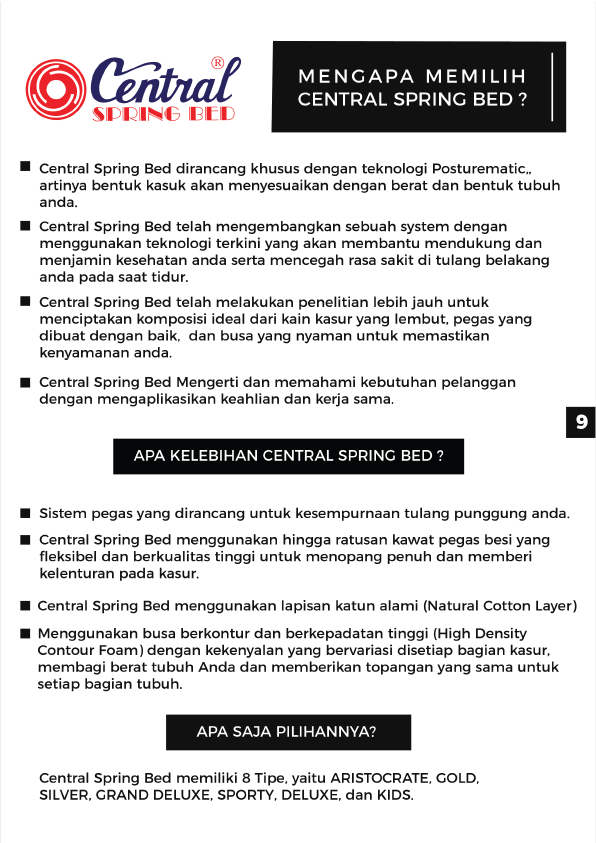 Central ®
SPRING BED
MENGAPA MEMILIH
CENTRAL SPRING BED ?
Central Spring Bed dirancang khusus dengan teknologi Posturematic,,
artinya bentuk kasuk akan menyesuaikan dengan berat dan bentuk tubuh
anda.
Central Spring Bed telah mengembangkan sebuah system dengan
menggunakan teknologi terkini yang akan membantu mendukung dan
menjamin kesehatan anda serta mencegah rasa sakit di tulang belakang
anda pada saat tidur.
Central Spring Bed telah melakukan penelitian lebih jauh untuk
menciptakan komposisi ideal dari kain kasur yang lembut, pegas yang
dibuat dengan baik,  dan busa yang nyaman untuk memastikan
kenyamanan anda.
Central Spring Bed Mengerti dan memahami kebutuhan pelanggan
dengan mengaplikasikan keahlian dan kerja sama.
9
APA KELEBIHAN CENTRAL SPRING BED ?
Sistem pegas yang dirancang untuk kesempurnaan tulang punggung anda.
Central Spring Bed menggunakan hingga ratusan kawat pegas besi yang
fleksibel dan berkualitas tinggi untuk menopang penuh dan memberi
kelenturan pada kasur.
Central Spring Bed menggunakan lapisan katun alami (Natural Cotton Layer)
Menggunakan busa berkontur dan berkepadatan tinggi (High Density
Contour Foam) dengan kekenyalan yang bervariasi disetiap bagian kasur,
membagi berat tubuh Anda dan memberikan topangan yang sama untuk
setiap bagian tubuh.
APA SAJA PILIHANNYA?
Central Spring Bed memiliki 8 Tipe, yaitu ARISTOCRATE, GOLD,
SILVER, GRAND DELUXE, SPORTY, DELUXE, dan KIDS.